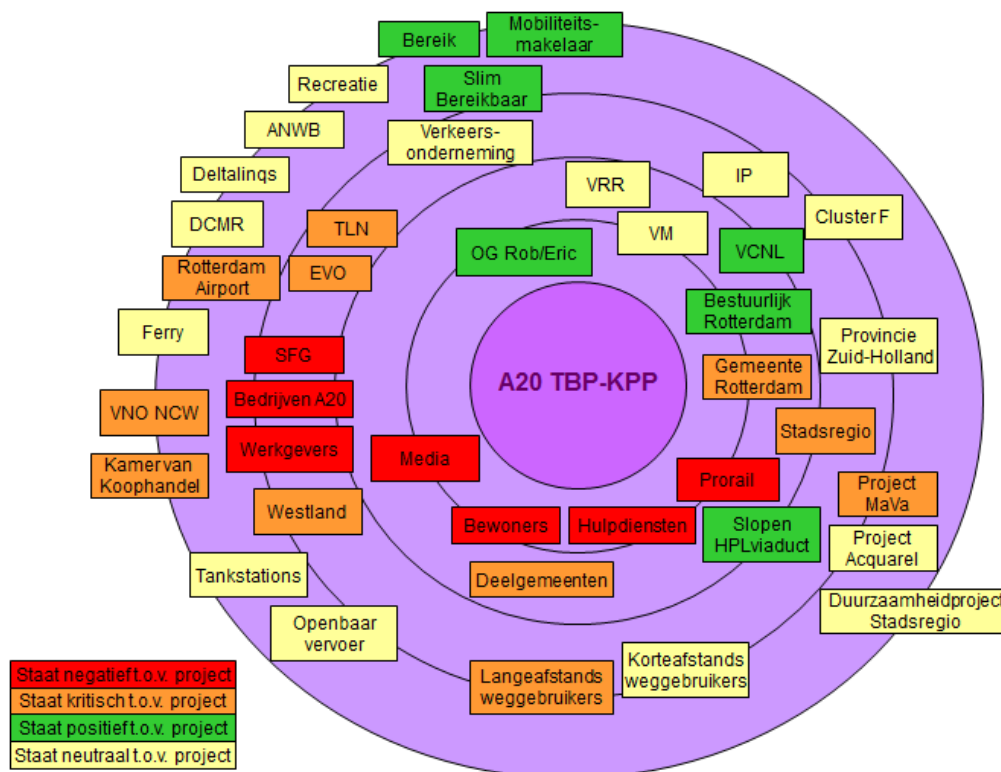 Bereik
Mobiliteits-
makelaar
Recreatie
Slim
Bereikbaar
ANWB
Verkeers-
onderneming
Deltalinqs
VRR
IP
DCMR
TLN
VM
Cluster F
OG Rob/Eric
VCNL
Rotterdam
Airport
EVO
Bestuurlijk
Rotterdam
Ferry
SFG
Provincie
Zuid-Holland
A20 TBP-KPP
Gemeente
Rotterdam
Bedrijven A20
VNO NCW
Stadsregio
Werkgevers
Media
Kamer van
Koophandel
Prorail
Project
MaVa
Westland
Bewoners
Hulpdiensten
Slopen
HPLviaduct
Project
Acquarel
Tankstations
Deelgemeenten
Duurzaamheidproject
Stadsregio
Openbaar
vervoer
Korteafstands
weggebruikers
Langeafstands
weggebruikers
Staat negatief t.o.v. project
Staat kritisch t.o.v. project
Staat positief t.o.v. project
Staat neutraal t.o.v. project